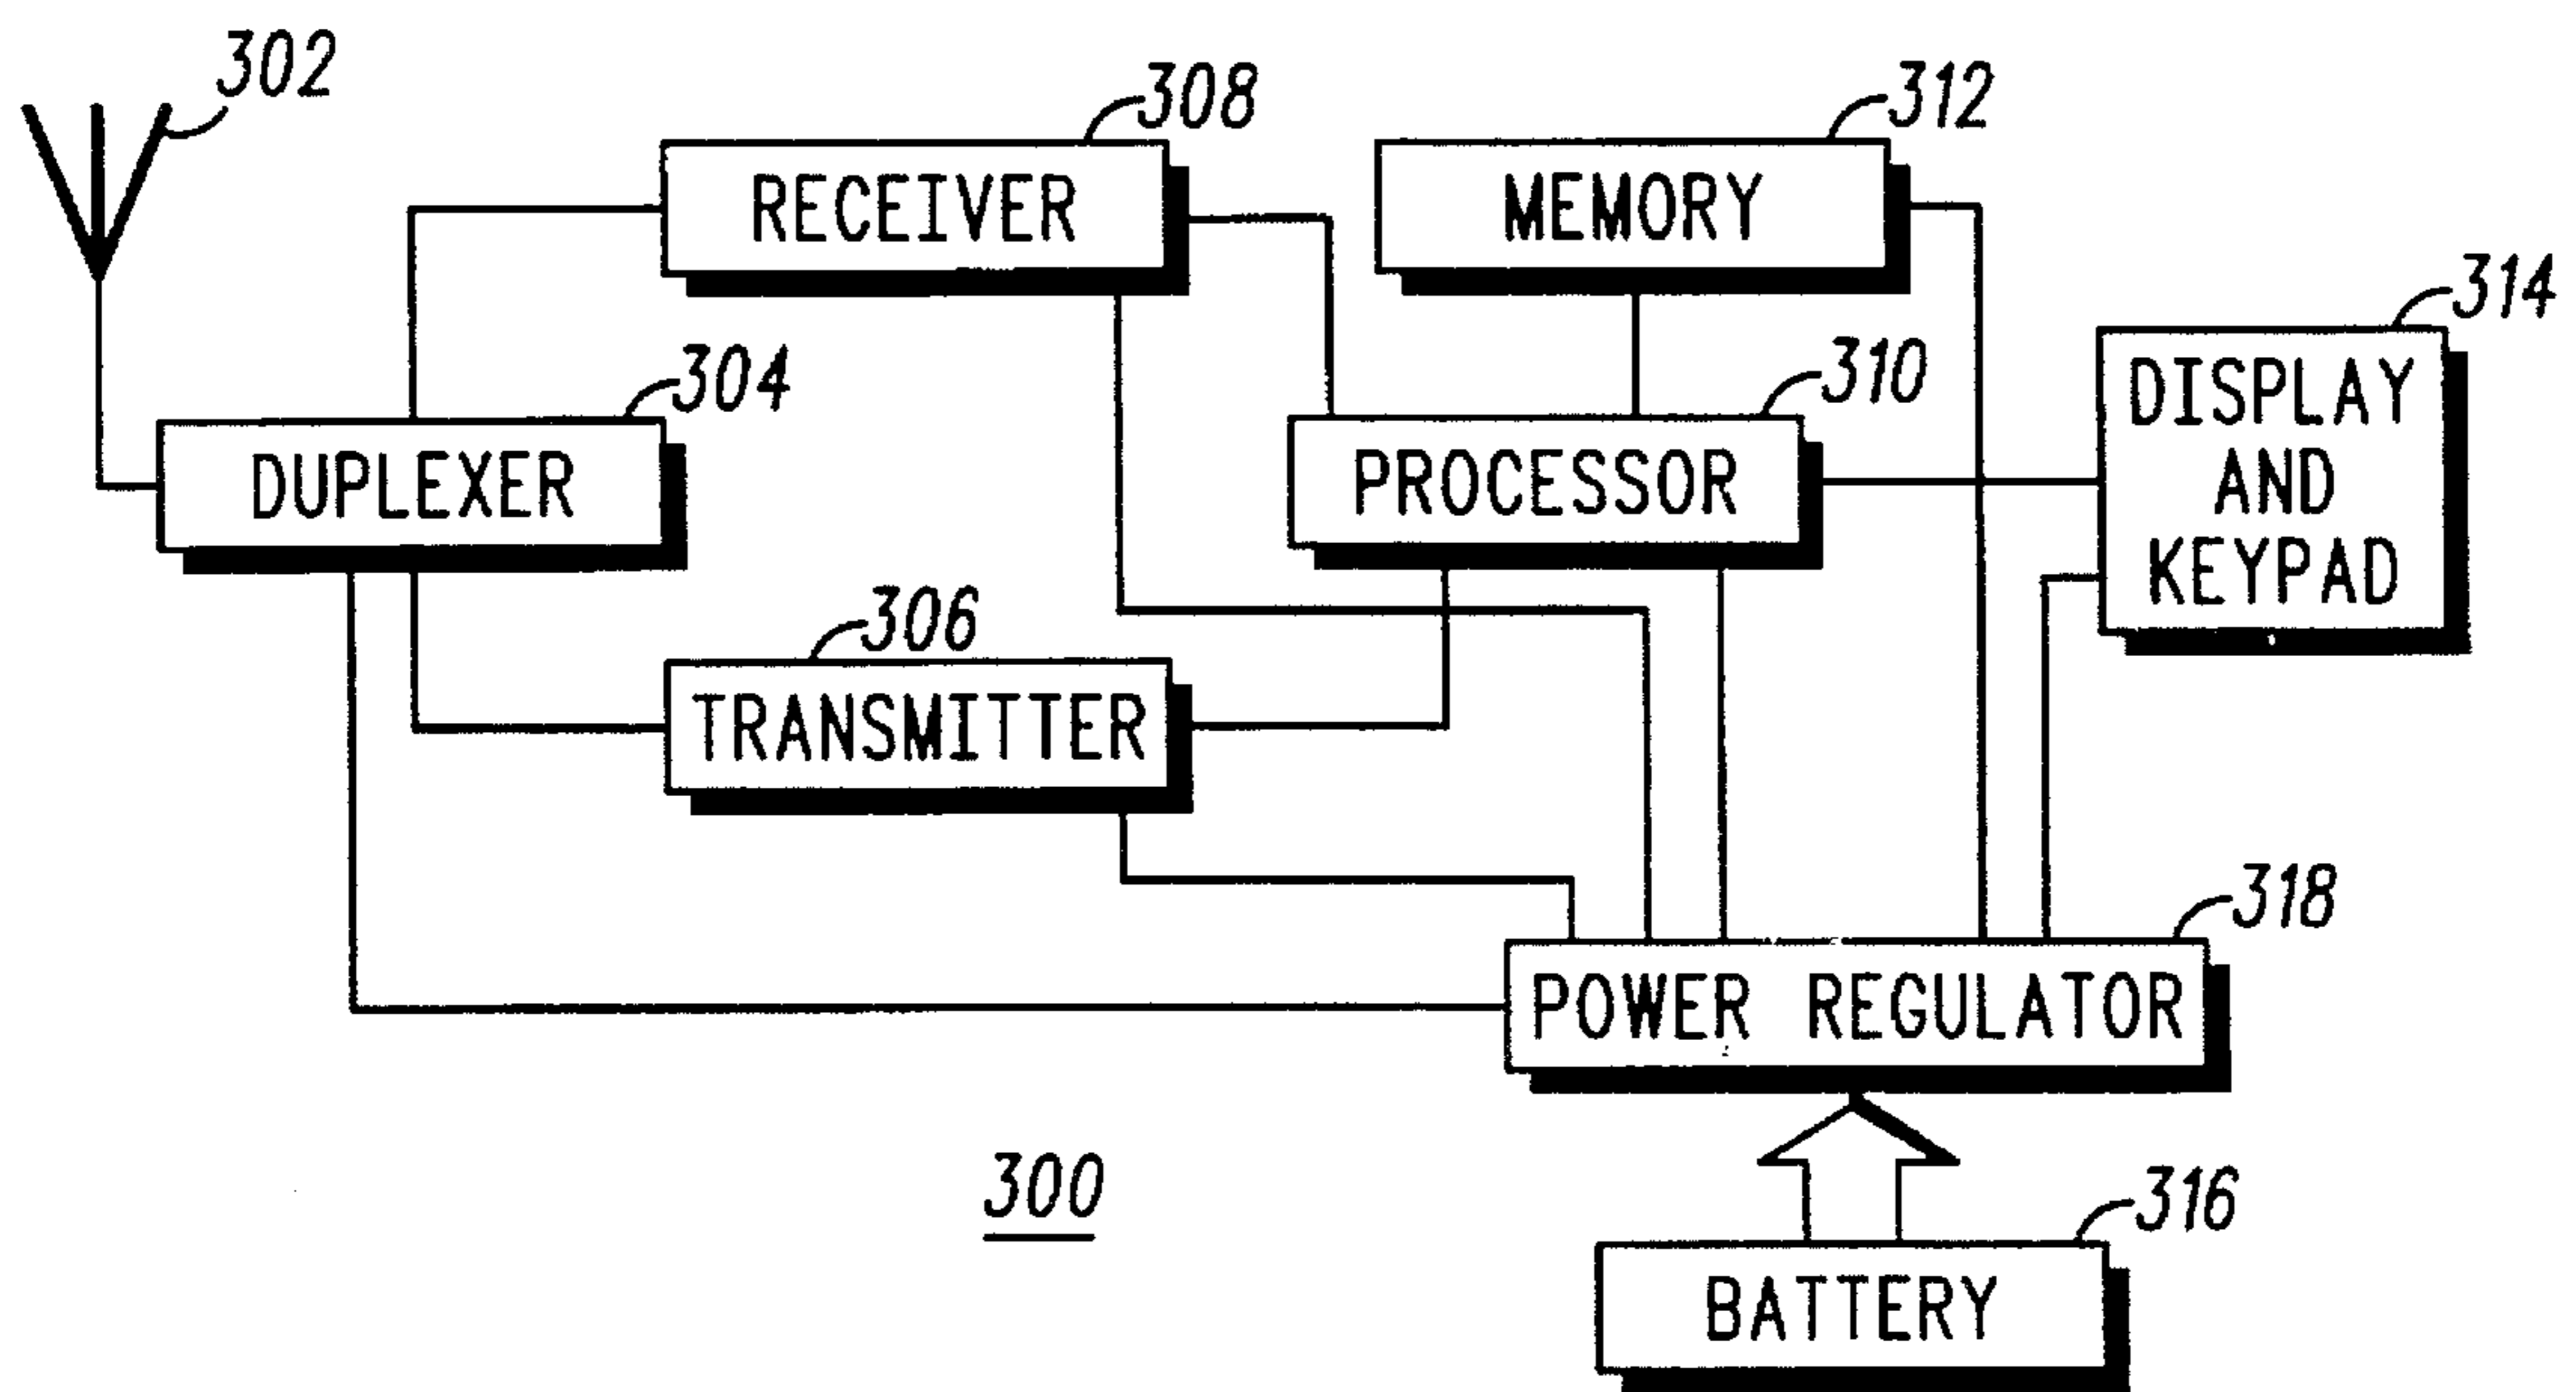 302
308
RECEIVER
312
MEMORY
314
DISPLAY
AND
KEYPAD
304
DUPLEXER
310
PROCESSOR
306
TRANSMITTER
318
POWER REGULATOR
300
316
BATTERY